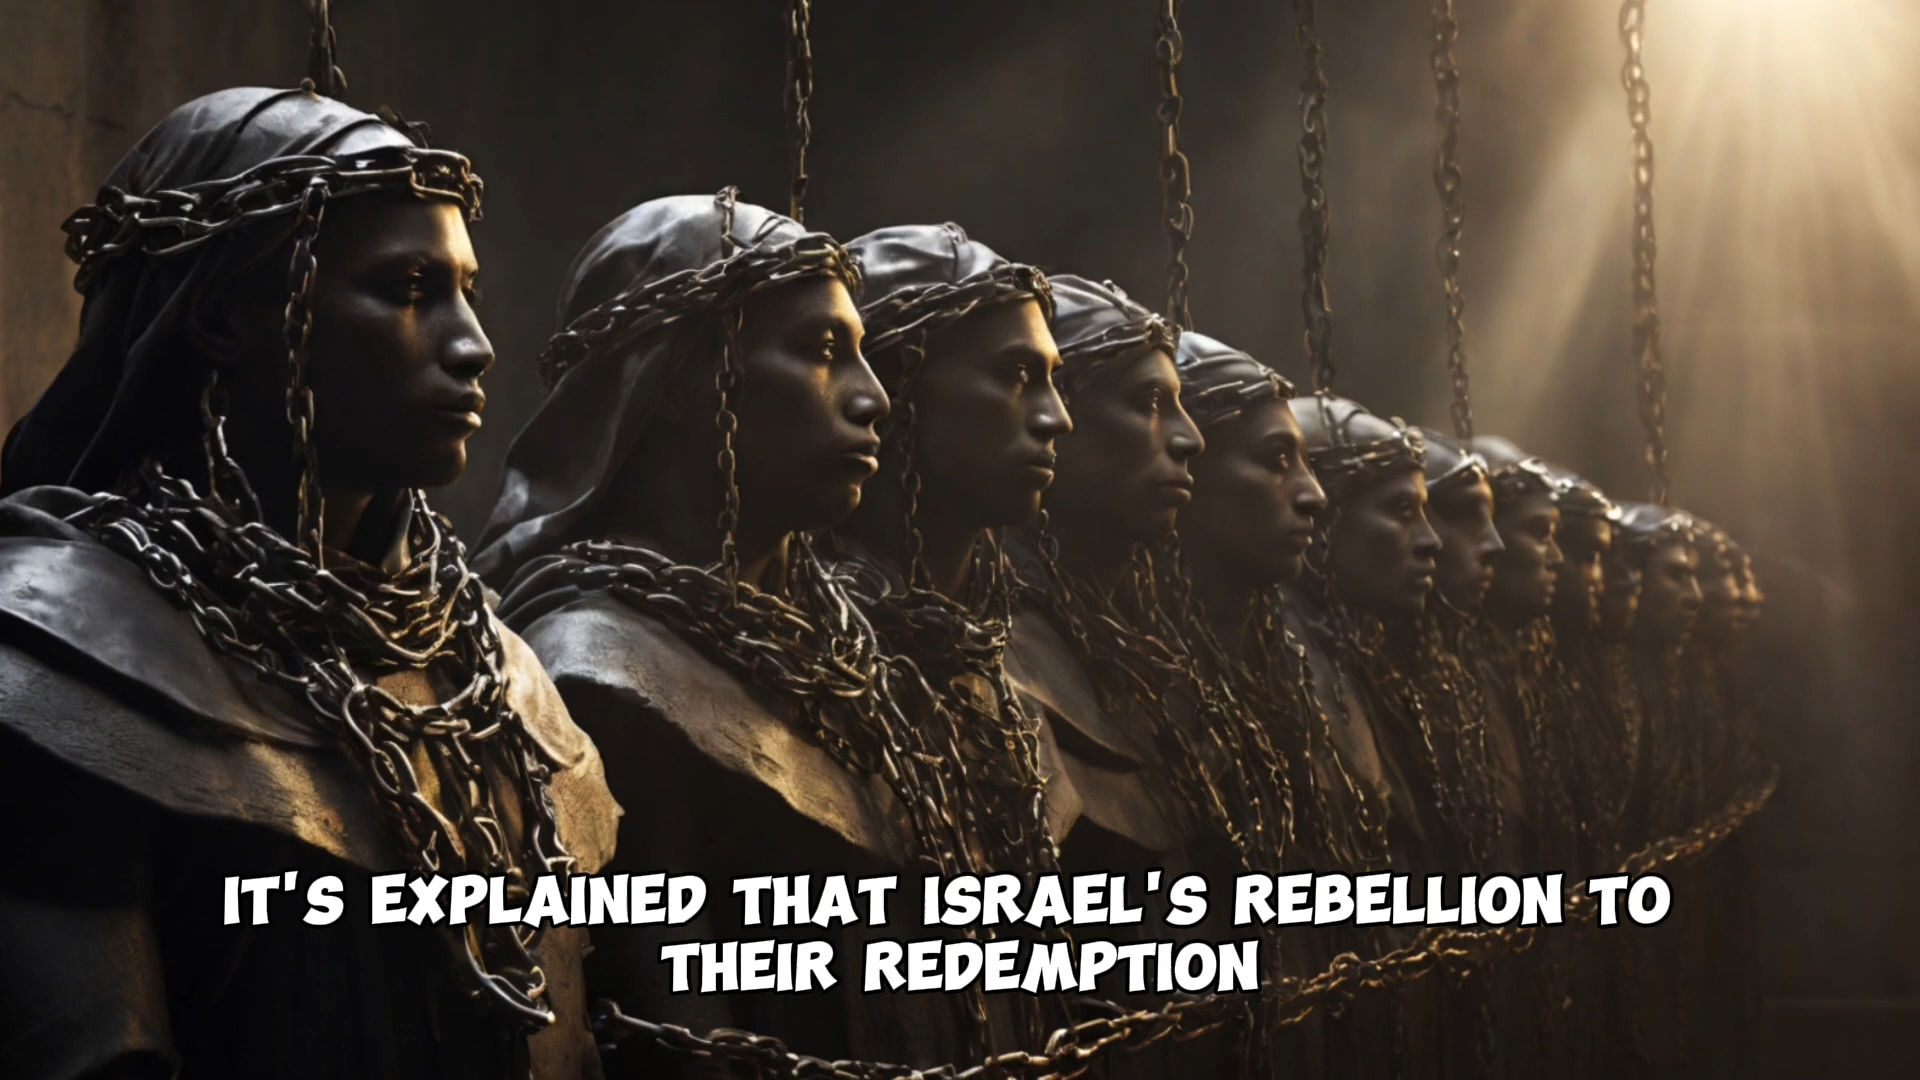 IT'S EXPLAINED THAT ISRAEL'S REBELLION TO
THEIR REDEMPTION